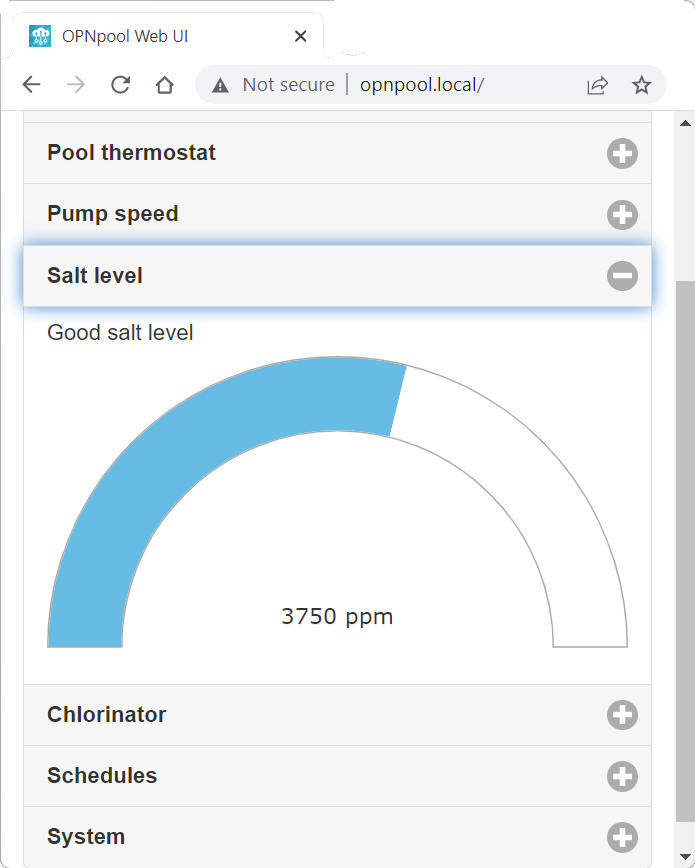 OPNpool Web UI
Not secure | opnpool.local/
Pool thermostat
Pump speed
Salt level
Good salt level
3750 ppm
Chlorinator
Schedules
System